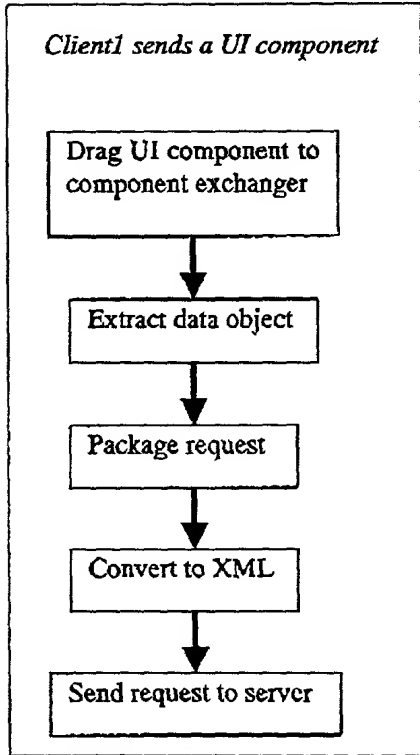 Client1 sends a UI component
Drag UI component to
component exchanger
Extract data object
Package request
Convert to XML
Send request to server